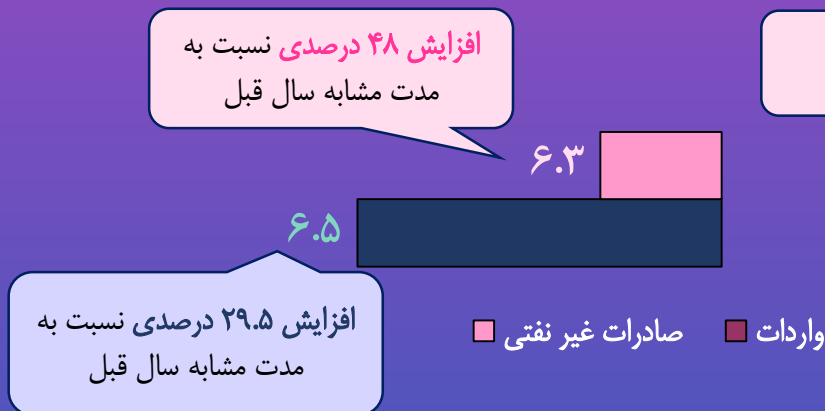 افزایش ۴۸ درصدی نسبت به
مدت مشابه سال قبل
۶.۳
۶.۵
افزایش ۲۹.۵ درصدی نسبت به
مدت مشابه سال قبل
واردات
صادرات غیر نفتی